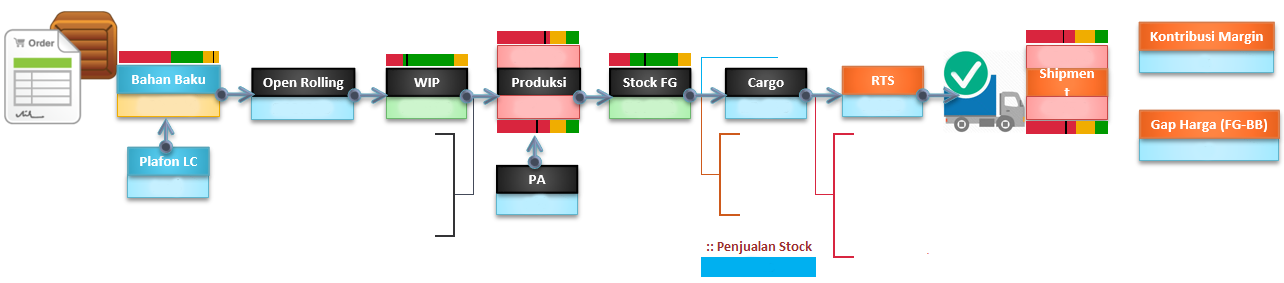 Order
Bahan Baku
Open Rolling
WIP
Produksi
Stock FG
Cargo
RTS
Shipmen
t
Kontribusi Margin
Gap Harga (FG-BB)
Plafon LC
PA
:: Penjualan Stock